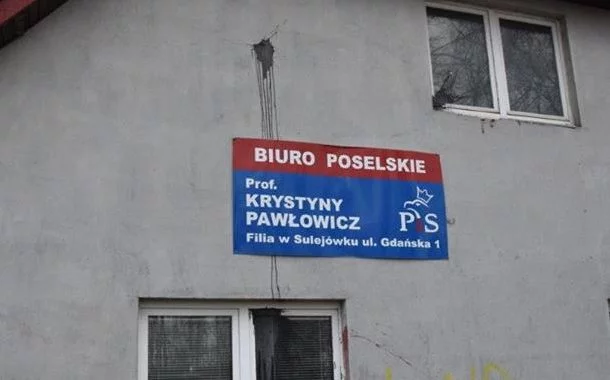 BIURO POSELSKIE
Prof.
KRYSTYNY
PAWŁOWICZ
PiS
Filia w Sulejówku ul. Gdańska 1